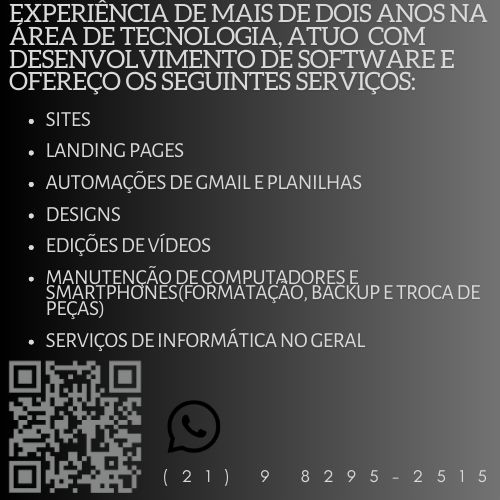 EXPERIÊNCIA DE MAIS DE DOIS ANOS NA
ÁREA DE TECNOLOGIA, ATUO COM
DESENVOLVIMENTO DE SOFTWARE E
OFEREÇO OS SEGUINTES SERVIÇOS:
• SITES
• LANDING PAGES
• AUTOMAÇÕES DE GMAIL E PLANILHAS
• DESIGNS
• EDIÇÕES DE VÍDEOS
• MANUTENÇÃO DE COMPUTADORES E
SMARTPHONES(FORMATAÇÃO, BACKUP E TROCA DE
PEÇAS)
• SERVIÇOS DE INFORMÁTICA NO GERAL
(21) 9 8295-2515